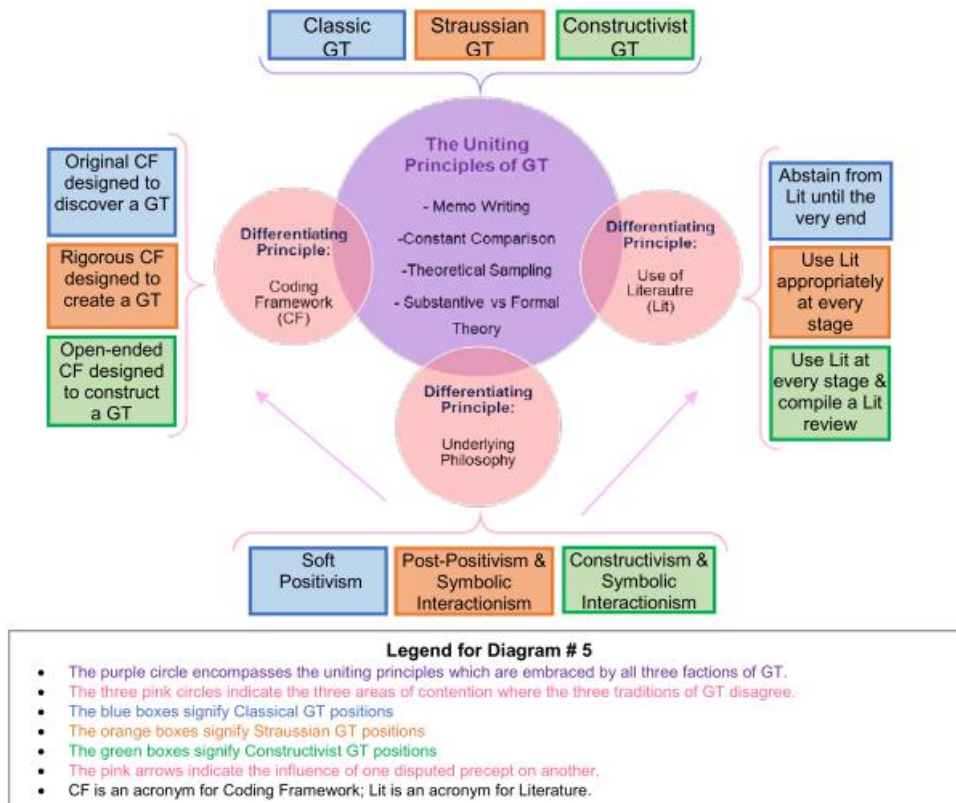 Classic
GT
Straussian
GT
Constructivist
GT
The Uniting
Principles of GT
- Memo Writing
-Constant Comparison
-Theoretical Sampling
- Substantive vs Formal
Theory
Original CF
designed to
discover a GT
Rigorous CF
designed to
create a GT
Open-ended
CF designed
to construct
a GT
Differentiating
Principle:
Coding
Framework
(CF)
Differentiating
Principle:
Use of
Literautre
(Lit)
Abstain from
Lit until the
very end
Use Lit
appropriately
at every
stage
Use Lit at
every stage &
compile a Lit
review
Differentiating
Principle:
Underlying
Philosophy
Soft
Positivism
Post-Positivism &
Symbolic
Interactionism
Constructivism &
Symbolic
Interactionism
Legend for Diagram # 5
• The purple circle encompasses the uniting principles which are embraced by all three factions of GT.
• The three pink circles indicate the three areas of contention where the three traditions of GT disagree.
• The blue boxes signify Classical GT positions
• The orange boxes signify Straussian GT positions
• The green boxes signify Constructivist GT positions
• The pink arrows indicate the influence of one disputed precept on another.
• CF is an acronym for Coding Framework; Lit is an acronym for Literature.